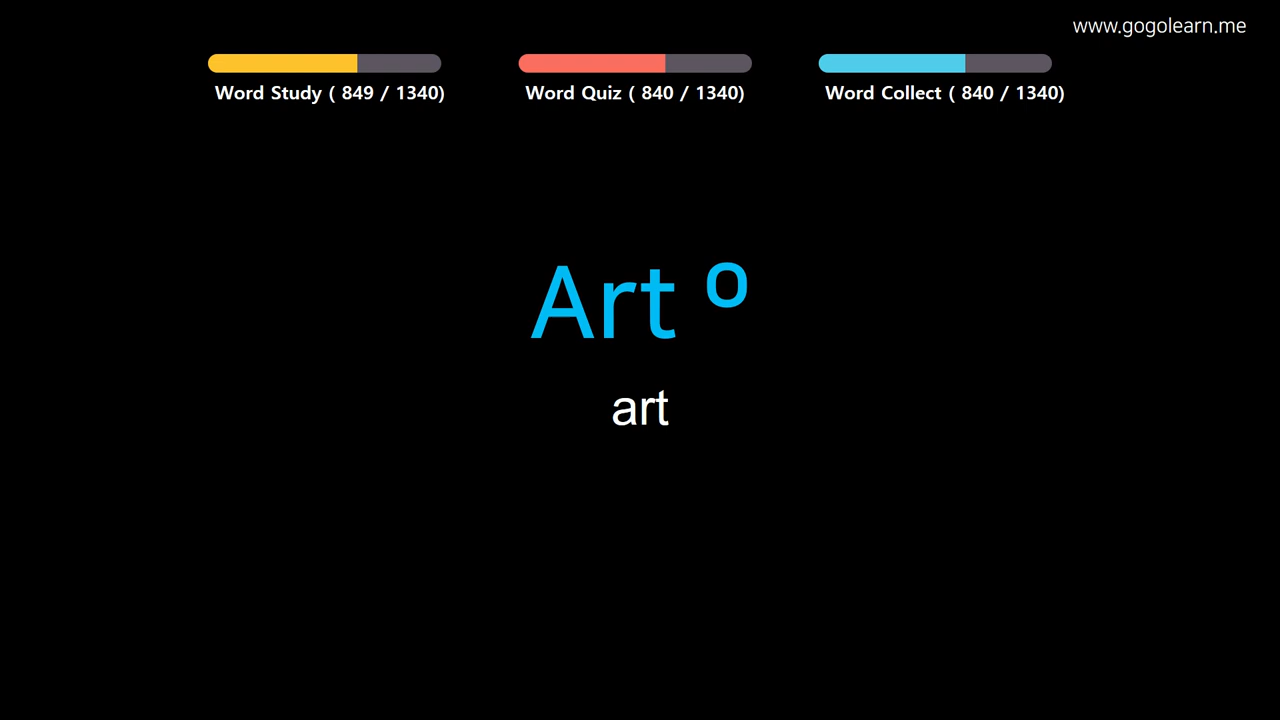 www.gogolearn.me
Word Study ( 849 / 1340)
Word Quiz ( 840 / 1340)
Word Collect ( 840 / 1340)
Art º
art